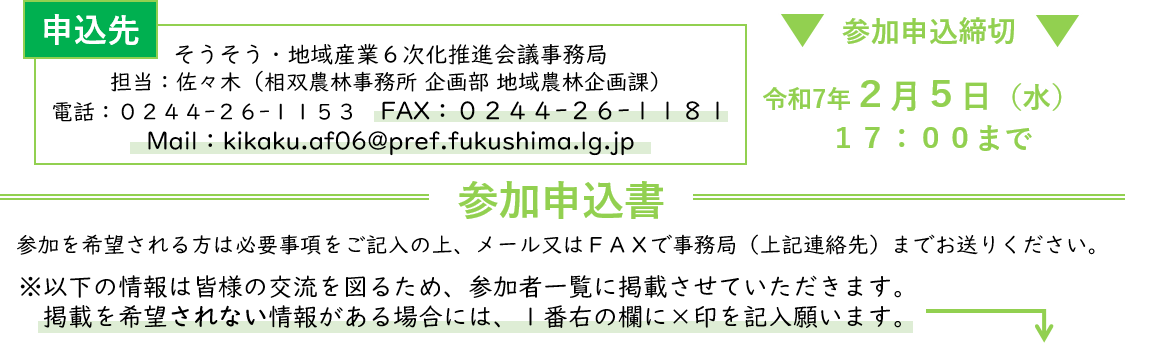 申込先
そうそう・地域産業６次化推進会議事務局
担当：佐々木（相双農林事務所 企画部 地域農林企画課）
電話：０２４４-２６-１１５３　FAX：０２４４-２６-１１８１
Mail：kikaku.af06@pref.fukushima.lg.jp
▼ 参加申込締切 ▼
令和7年２月５日（水）
１７：００まで
参加申込書
参加を希望される方は必要事項をご記入の上、メール又はＦＡＸで事務局（上記連絡先）までお送りください。
※以下の情報は皆様の交流を図るため、参加者一覧に掲載させていただきます。
掲載を希望されない情報がある場合には、１番右の欄に×印を記入願います。